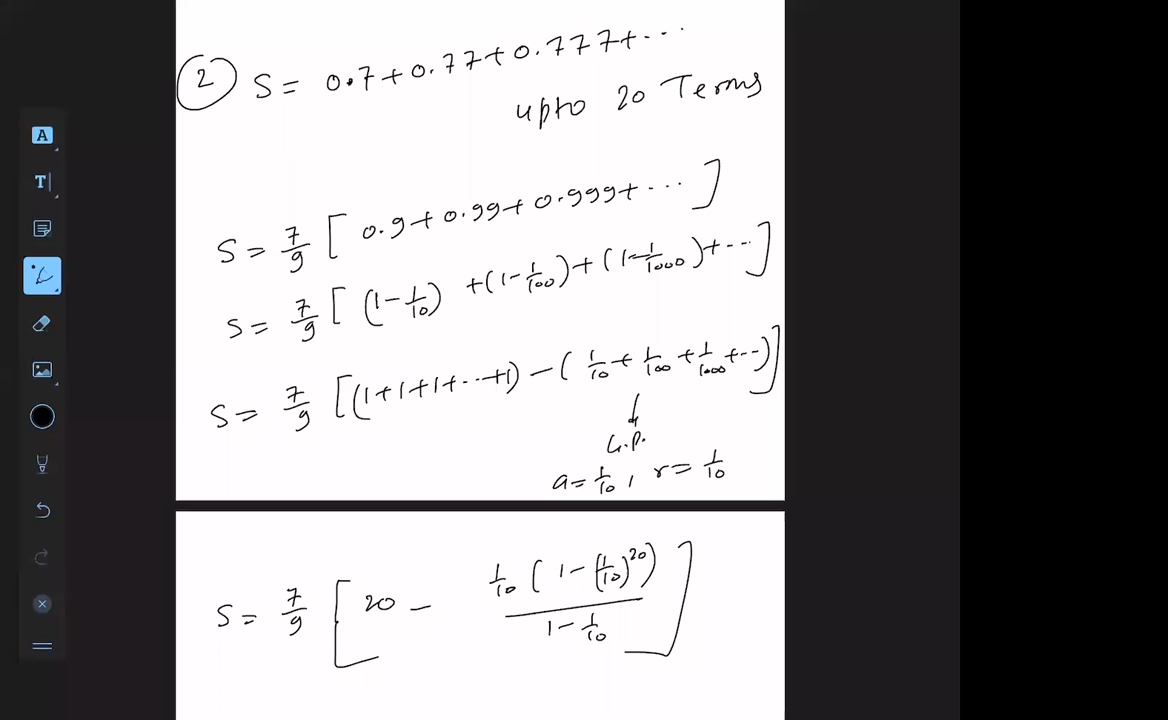 ② S = 0.7 + 0.77 + 0.777 + ...
upto 20 Terms
S = 7/9 [ 0.9 + 0.99 + 0.999 + ... ]
S = 7/9 [ (1 - 1/10) + (1 - 1/100) + (1 - 1/1000) + ... ]
S = 7/9 [ (1+1+1+...+1) - ( 1/10 + 1/100 + 1/1000 + ... ) ]
↓
G.P.
a = 1/10 , r = 1/10
S = 7/9 [ 20 - 1/10 ( 1 - (1/10)^20 ) / ( 1 - 1/10 ) ]
A
T|